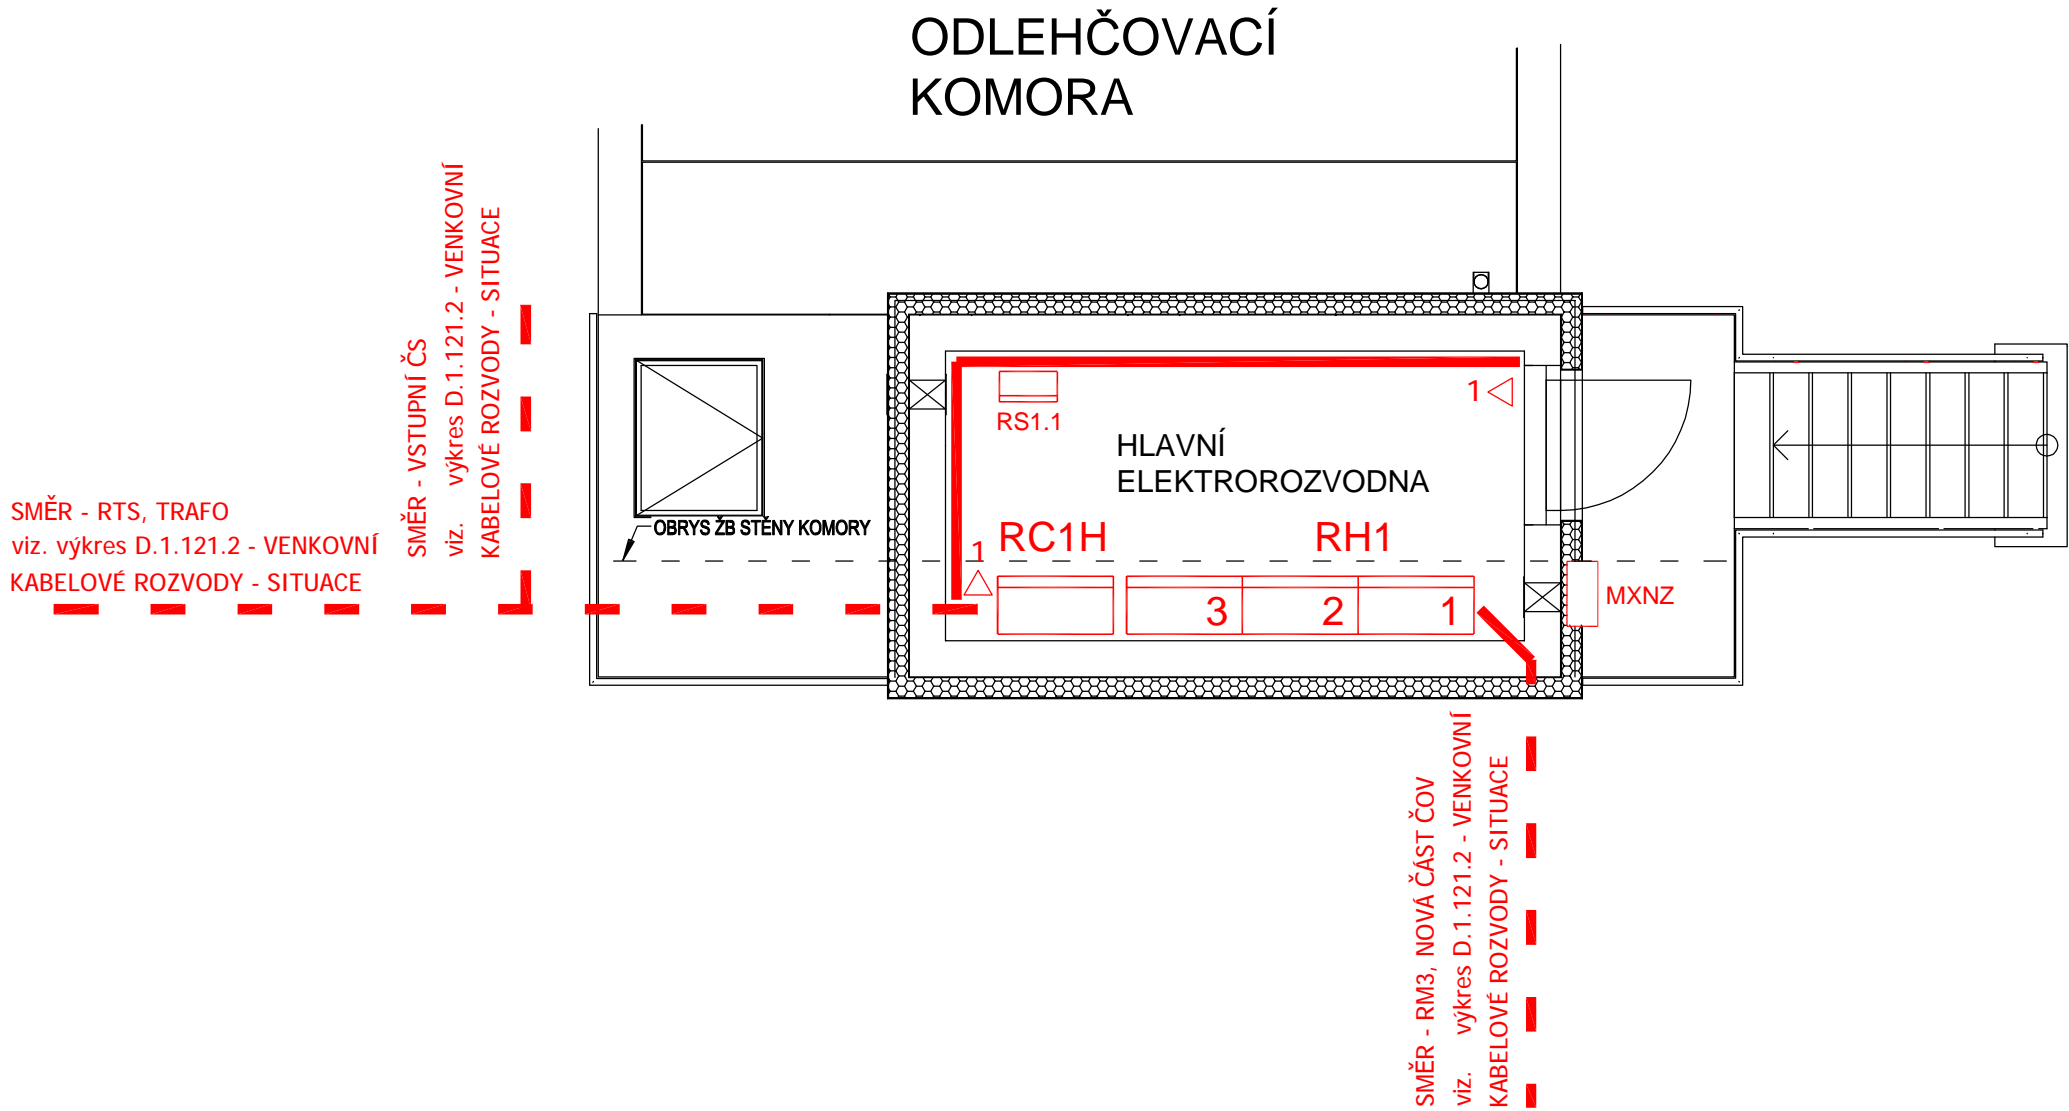 ODLEHČOVACÍ
KOMORA
SMĚR - VSTUPNÍ ČS
viz. výkres D.1.121.2 - VENKOVNÍ
KABELOVÉ ROZVODY - SITUACE
SMĚR - RTS, TRAFO
viz. výkres D.1.121.2 - VENKOVNÍ
KABELOVÉ ROZVODY - SITUACE
OBRYS ŽB STĚNY KOMORY
RS1.1
1
HLAVNÍ
ELEKTROROZVODNA
1
RC1H
RH1
3
2
1
MXNZ
SMĚR - RM3, NOVÁ ČÁST ČOV
viz. výkres D.1.121.2 - VENKOVNÍ
KABELOVÉ ROZVODY - SITUACE